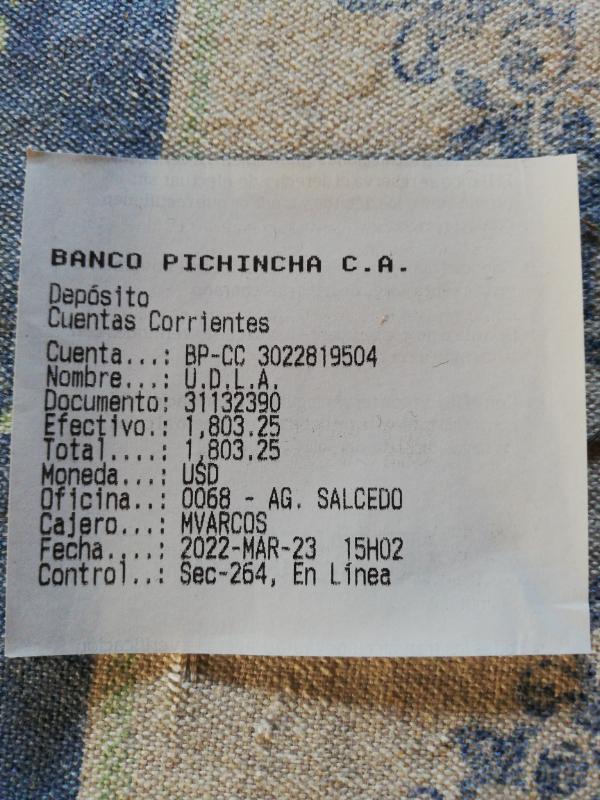 BANCO PICHINCHA C.A.
Depósito
Cuentas Corrientes
Cuenta...: BP-CC 3022819504
Nombre...: U.D.L.A.
Documento: 31132390
Efectivo.: 1,803.25
Total....: 1,803.25
Moneda...: USD
Oficina..: 0068 - AG. SALCEDO
Cajero...: MVARCOS
Fecha....: 2022-MAR-23 15H02
Control..: Sec-264, En Línea